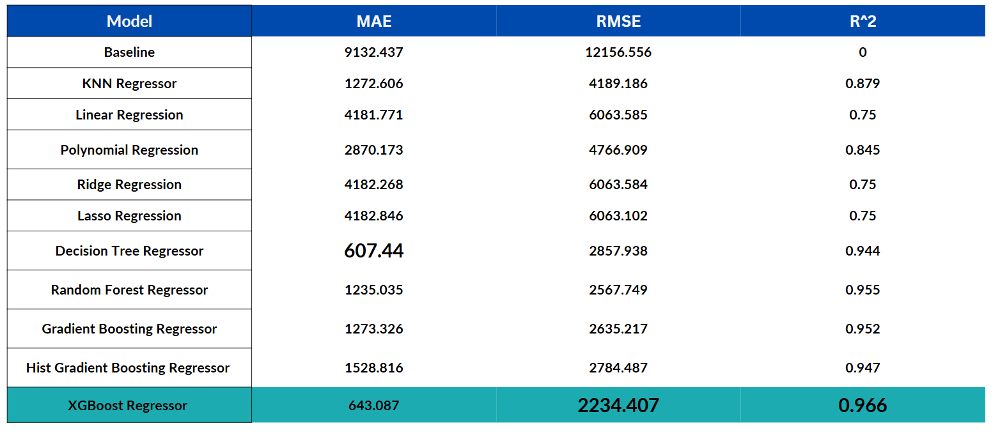 Model MAE RMSE R^2
Baseline 9132.437 12156.556 0
KNN Regressor 1272.606 4189.186 0.879
Linear Regression 4181.771 6063.585 0.75
Polynomial Regression 2870.173 4766.909 0.845
Ridge Regression 4182.268 6063.584 0.75
Lasso Regression 4182.846 6063.102 0.75
Decision Tree Regressor 607.44 2857.938 0.944
Random Forest Regressor 1235.035 2567.749 0.955
Gradient Boosting Regressor 1273.326 2635.217 0.952
Hist Gradient Boosting Regressor 1528.816 2784.487 0.947
XGBoost Regressor 643.087 2234.407 0.966